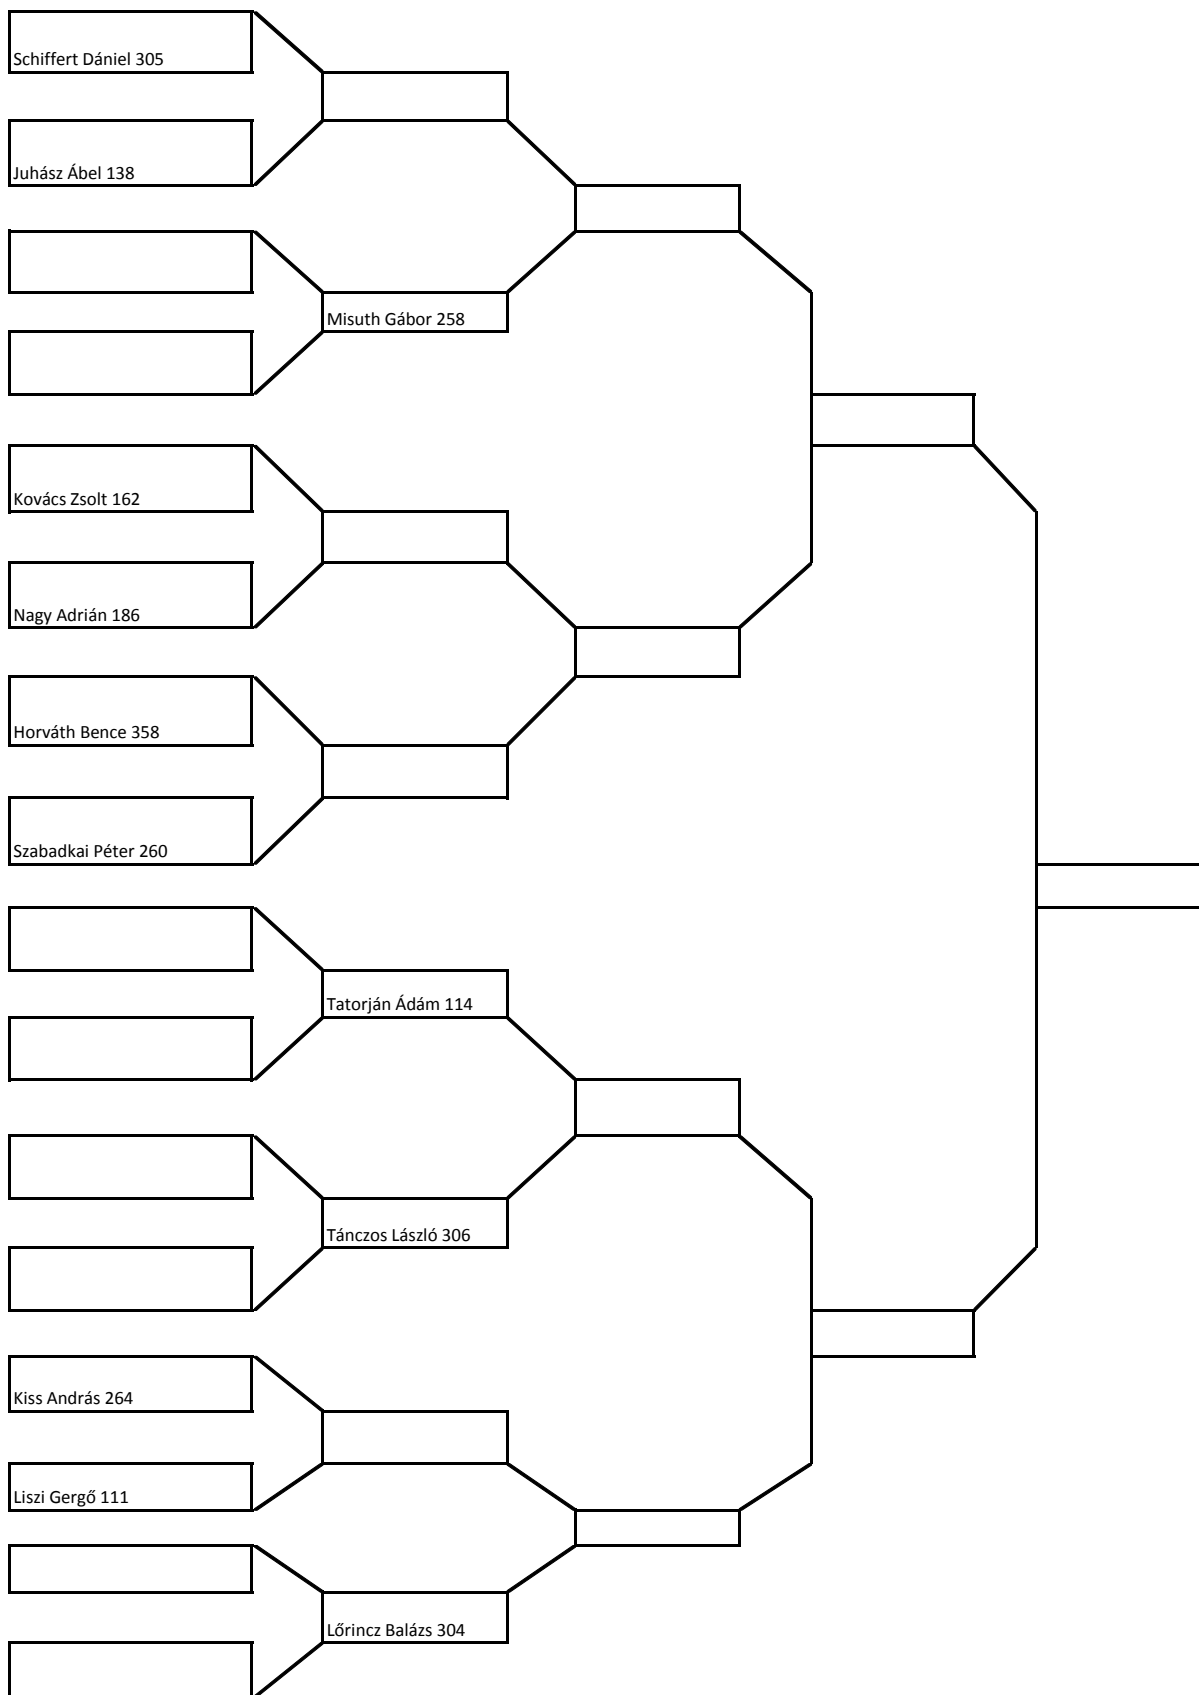 Schiffert Dániel 305
Juhász Ábel 138
Misuth Gábor 258
Kovács Zsolt 162
Nagy Adrián 186
Horváth Bence 358
Szabadkai Péter 260
Tatorján Ádám 114
Tánczos László 306
Kiss András 264
Liszi Gergő 111
Lőrincz Balázs 304